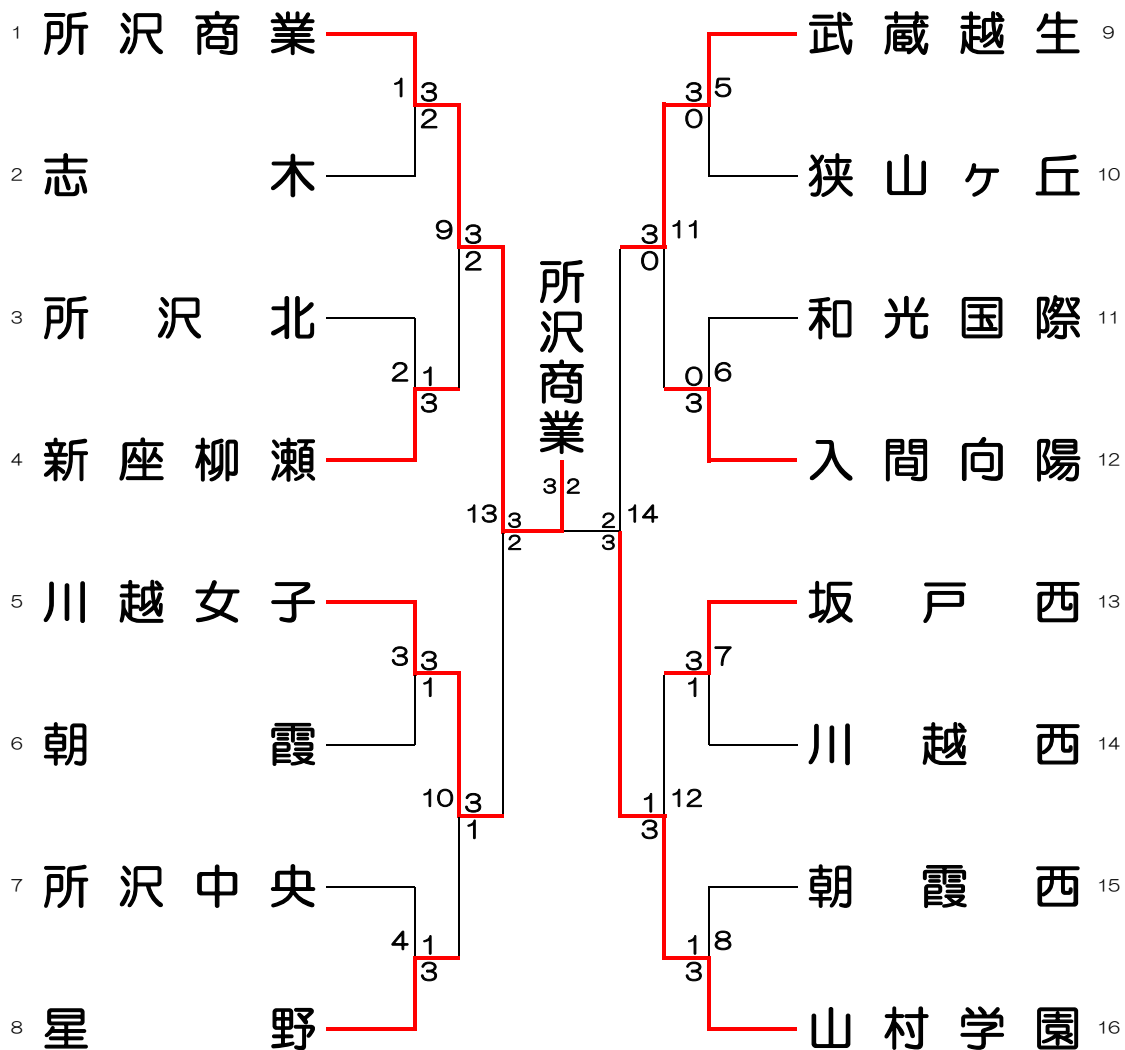 1 所沢商業
武蔵越生 9
1 3
3 5
2
0
2 志木
狭山ヶ丘 10
9 3
3 11
2
0
所沢商業
3 所沢北
和光国際 11
2 1
0 6
3
3
4 新座柳瀬
入間向陽 12
3 2
13 3
2 14
2
3
5 川越女子
坂戸西 13
3 3
3 7
1
1
6 朝霞
川越西 14
10 3
1 12
1
3
7 所沢中央
朝霞西 15
4 1
1 8
3
3
8 星野
山村学園 16